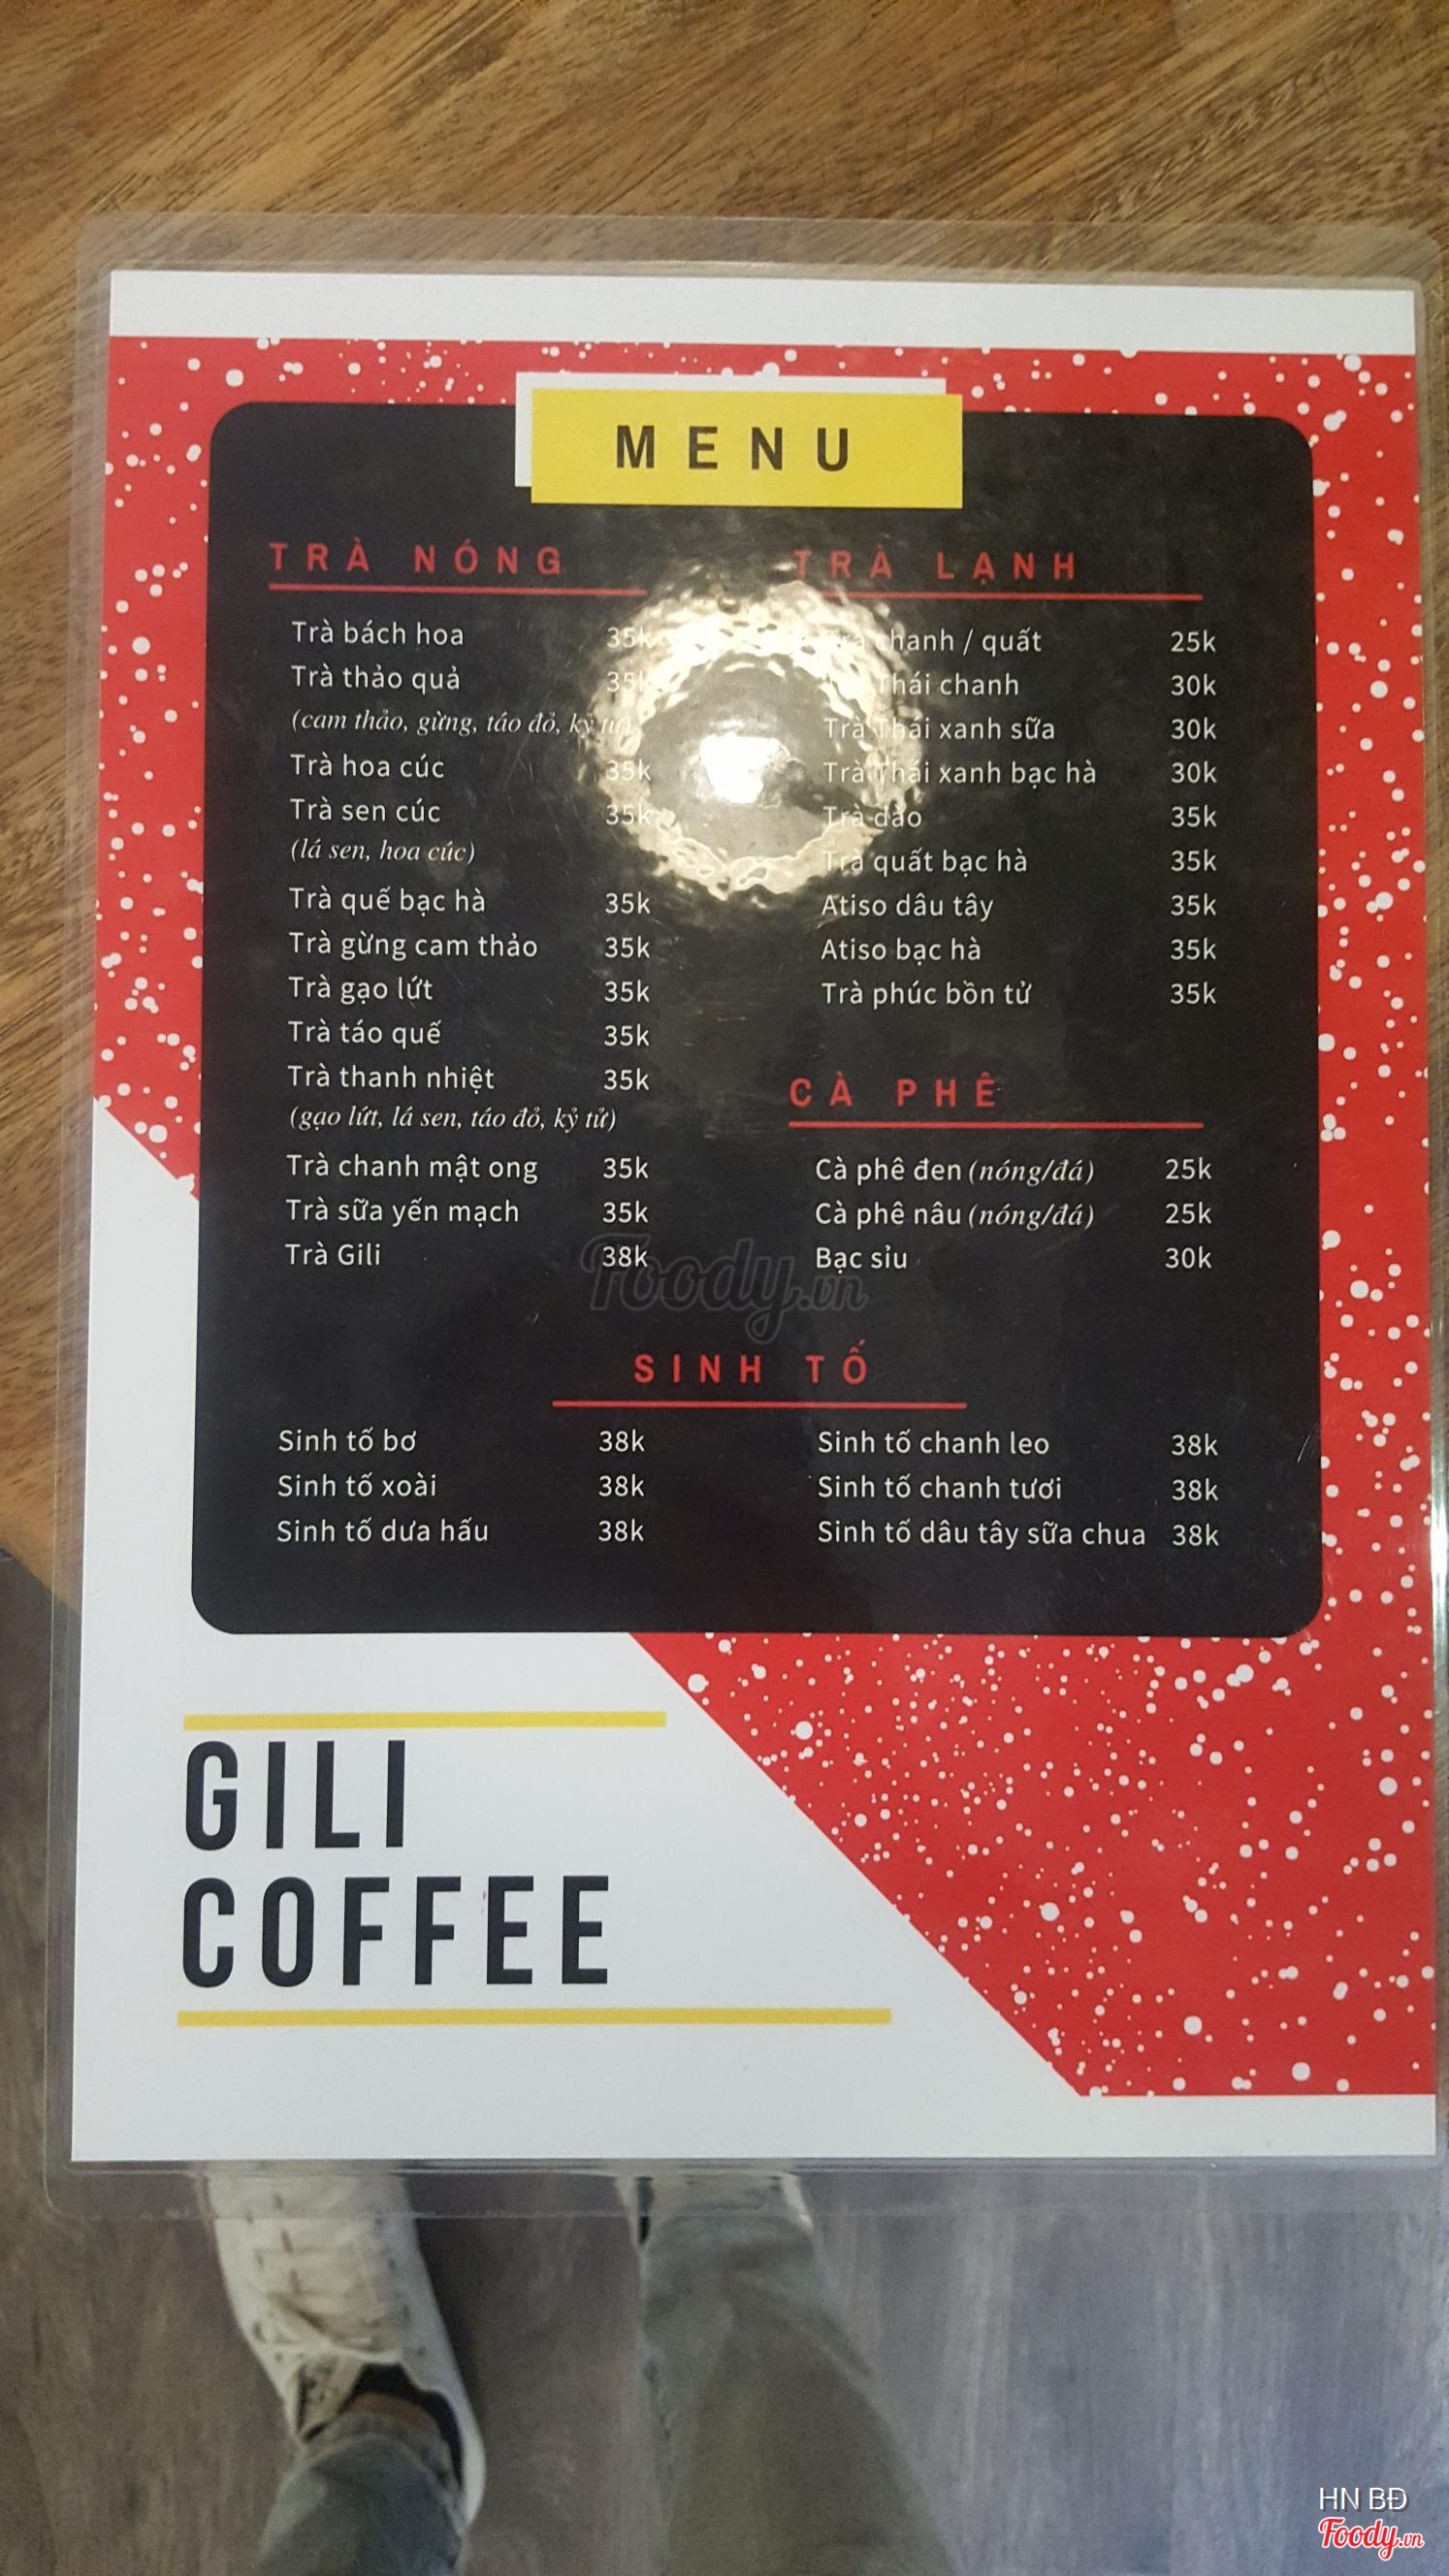 MENU
TRÀ NÓNG
Trà bách hoa 35k
Trà thảo quả 35k
(cam thảo, gừng, táo đỏ, kỷ tử)
Trà hoa cúc 35k
Trà sen cúc 35k
(lá sen, hoa cúc)
Trà quế bạc hà 35k
Trà gừng cam thảo 35k
Trà gạo lứt 35k
Trà táo quế 35k
Trà thanh nhiệt 35k
(gạo lứt, lá sen, táo đỏ, kỷ tử)
Trà chanh mật ong 35k
Trà sữa yến mạch 35k
Trà Gili 38k
TRÀ LẠNH
Trà chanh / quất 25k
Thái chanh 30k
Trà Thái xanh sữa 30k
Trà Thái xanh bạc hà 30k
Trà đào 35k
Trà quất bạc hà 35k
Atiso dâu tây 35k
Atiso bạc hà 35k
Trà phúc bồn tử 35k
CÀ PHÊ
Cà phê đen (nóng/đá) 25k
Cà phê nâu (nóng/đá) 25k
Bạc sỉu 30k
Foody.vn
SINH TỐ
Sinh tố bơ 38k
Sinh tố xoài 38k
Sinh tố dưa hấu 38k
Sinh tố chanh leo 38k
Sinh tố chanh tươi 38k
Sinh tố dâu tây sữa chua 38k
GILI
COFFEE
HN BĐ
Foody.vn